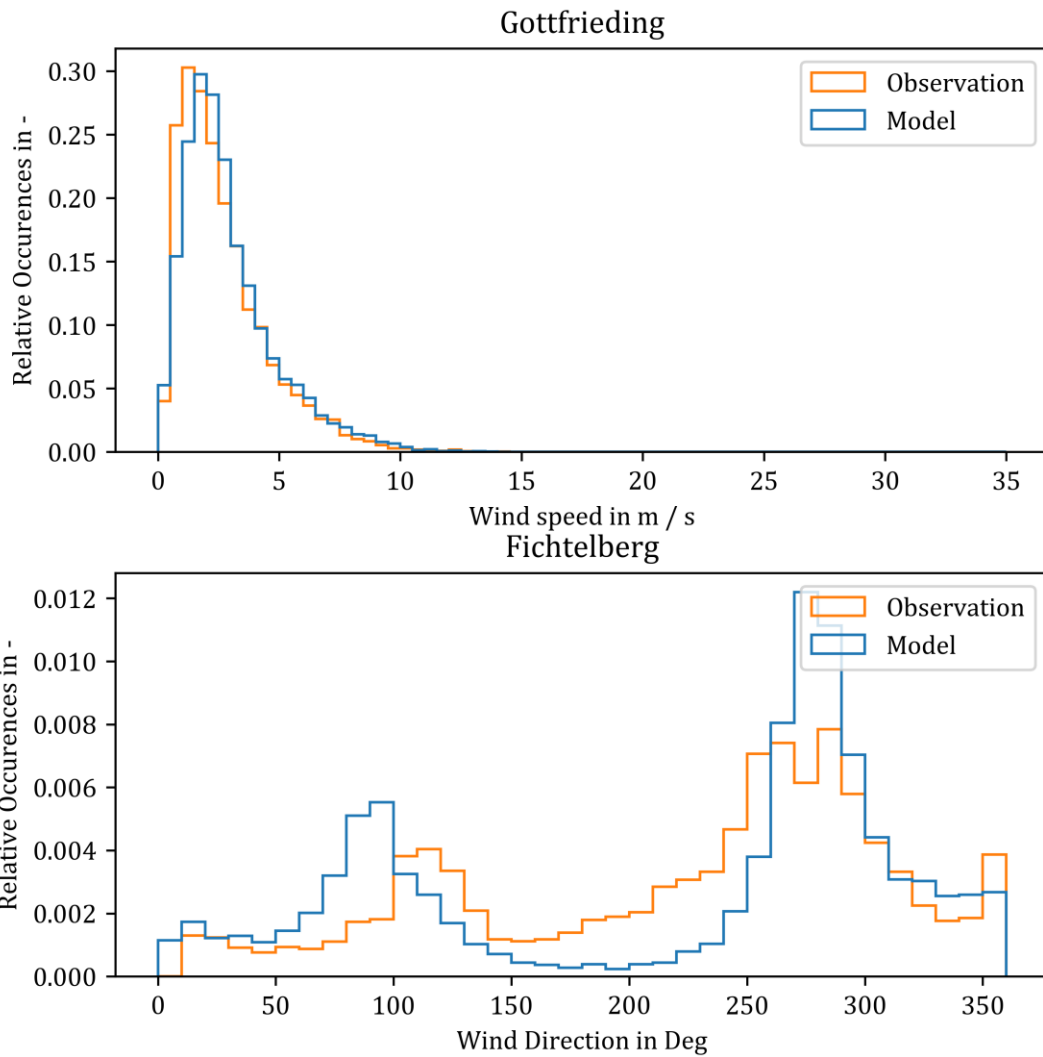 Gottfrieding
Relative Occurences in -
0.30
0.25
0.20
0.15
0.10
0.05
0.00
Observation
Model
0 5 10 15 20 25 30 35
Wind speed in m / s
Fichtelberg
Relative Occurences in -
0.012
0.010
0.008
0.006
0.004
0.002
0.000
Observation
Model
0 50 100 150 200 250 300 350
Wind Direction in Deg